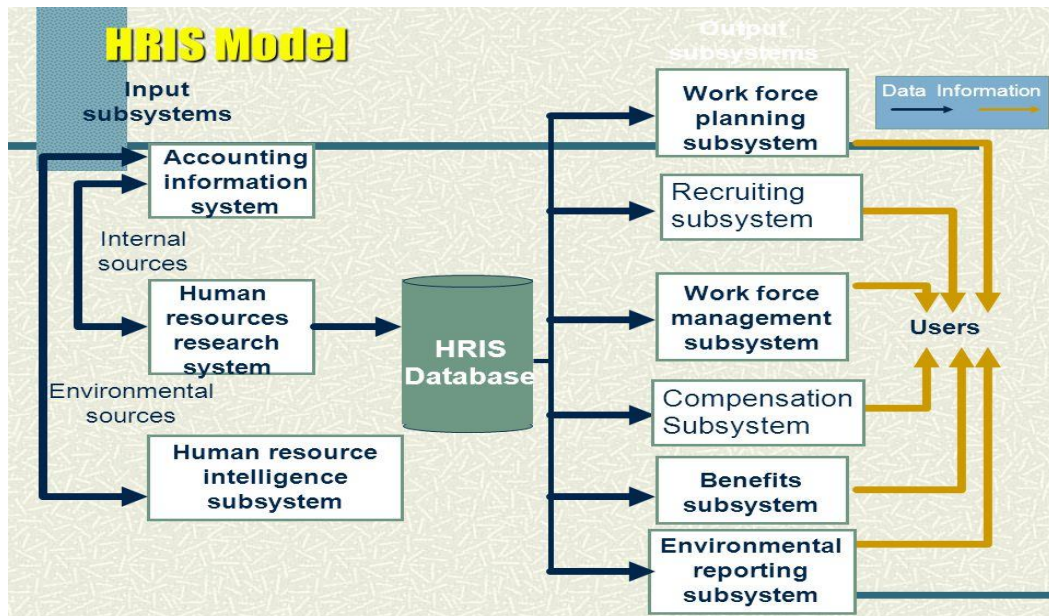 HRIS Model
Input
subsystems
Accounting
information
system
Internal
sources
Human
resources
research
system
Environmental
sources
Human resource
intelligence
subsystem
HRIS
Database
Output
subsystems
Work force
planning
subsystem
Recruiting
subsystem
Work force
management
subsystem
Compensation
Subsystem
Benefits
subsystem
Environmental
reporting
subsystem
Data Information
Users